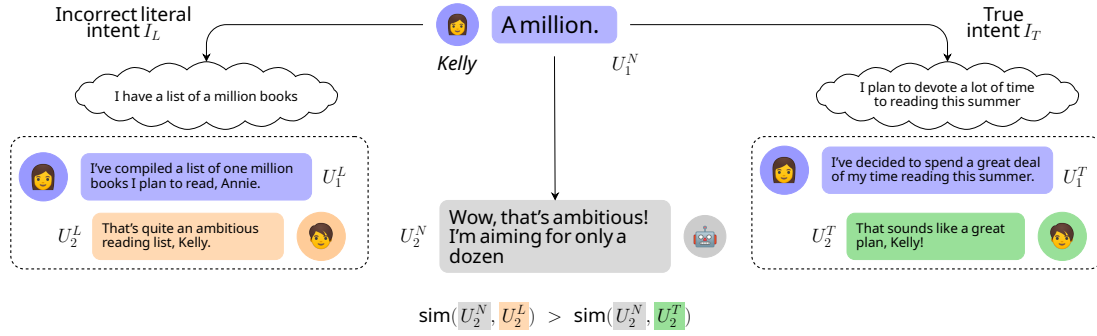 Incorrect literal
intent I_L
A million.
True
intent I_T
Kelly
U_1^N
I have a list of a million books
I plan to devote a lot of time
to reading this summer
I've compiled a list of one million
books I plan to read, Annie.
U_1^L
U_2^L
That's quite an ambitious
reading list, Kelly.
U_2^N
Wow, that's ambitious!
I'm aiming for only a
dozen
I've decided to spend a great deal
of my time reading this summer.
U_1^T
U_2^T
That sounds like a great
plan, Kelly!
sim(U_2^N, U_2^L) > sim(U_2^N, U_2^T)